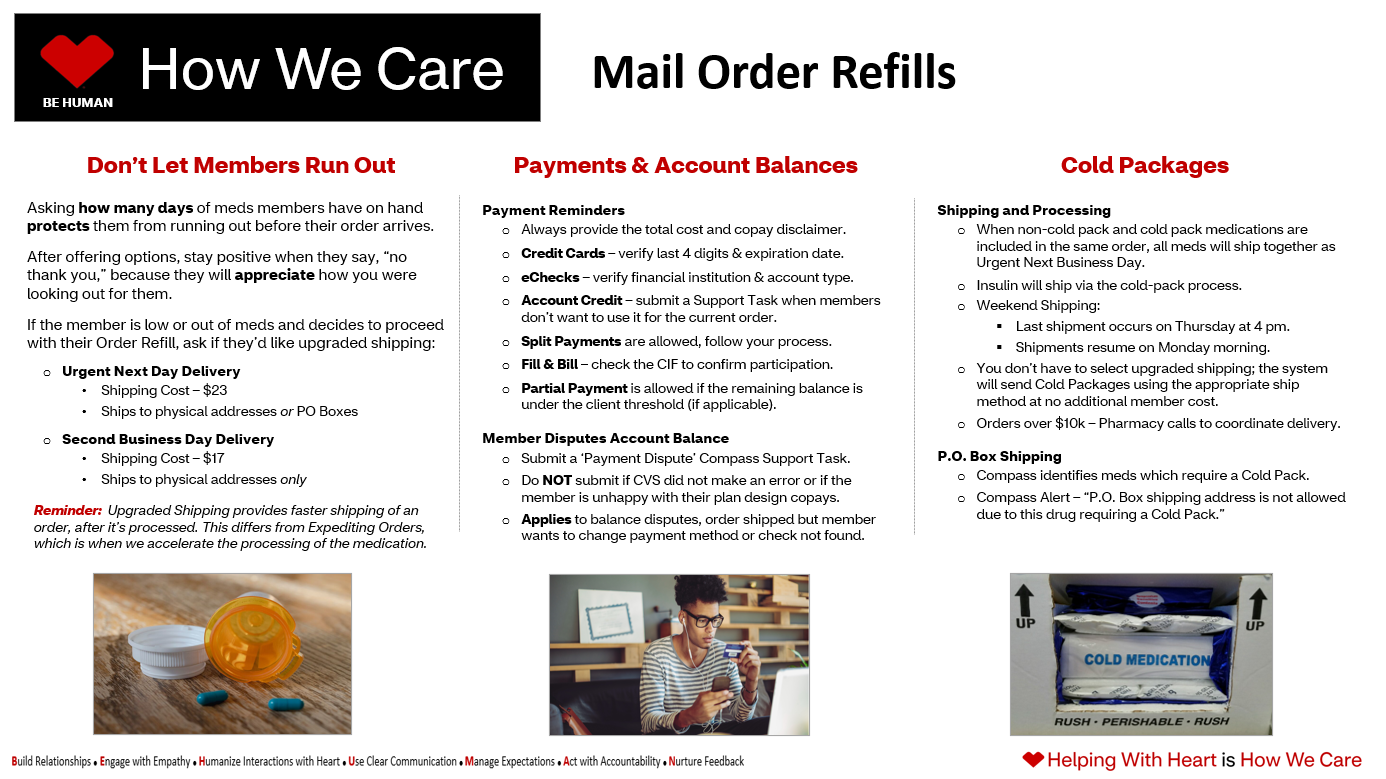 BE HUMAN
How We Care
Mail Order Refills
Don't Let Members Run Out
Asking how many days of meds members have on hand
protects them from running out before their order arrives.
After offering options, stay positive when they say, "no
thank you," because they will appreciate how you were
looking out for them.
If the member is low or out of meds and decides to proceed
with their Order Refill, ask if they'd like upgraded shipping:
o Urgent Next Day Delivery
• Shipping Cost – $23
• Ships to physical addresses or PO Boxes
o Second Business Day Delivery
• Shipping Cost – $17
• Ships to physical addresses only
Reminder: Upgraded Shipping provides faster shipping of an
order, after it's processed. This differs from Expediting Orders,
which is when we accelerate the processing of the medication.
Payments & Account Balances
Payment Reminders
o Always provide the total cost and copay disclaimer.
o Credit Cards – verify last 4 digits & expiration date.
o eChecks – verify financial institution & account type.
o Account Credit – submit a Support Task when members
don't want to use it for the current order.
o Split Payments are allowed, follow your process.
o Fill & Bill – check the CIF to confirm participation.
o Partial Payment is allowed if the remaining balance is
under the client threshold (if applicable).
Member Disputes Account Balance
o Submit a 'Payment Dispute' Compass Support Task.
o Do NOT submit if CVS did not make an error or if the
member is unhappy with their plan design copays.
o Applies to balance disputes, order shipped but member
wants to change payment method or check not found.
Cold Packages
Shipping and Processing
o When non-cold pack and cold pack medications are
included in the same order, all meds will ship together as
Urgent Next Business Day.
o Insulin will ship via the cold-pack process.
o Weekend Shipping:
▪ Last shipment occurs on Thursday at 4 pm.
▪ Shipments resume on Monday morning.
o You don't have to select upgraded shipping; the system
will send Cold Packages using the appropriate ship
method at no additional member cost.
o Orders over $10k – Pharmacy calls to coordinate delivery.
P.O. Box Shipping
o Compass identifies meds which require a Cold Pack.
o Compass Alert – "P.O. Box shipping address is not allowed
due to this drug requiring a Cold Pack."
UP
UP
COLD MEDICATION
RUSH · PERISHABLE · RUSH
Build Relationships • Engage with Empathy • Humanize Interactions with Heart • Use Clear Communication • Manage Expectations • Act with Accountability • Nurture Feedback
Helping With Heart is How We Care